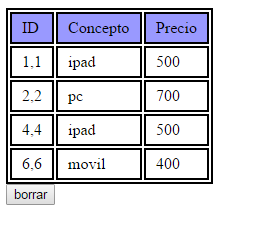 ID Concepto Precio
1,1 ipad 500
2,2 pc 700
4,4 ipad 500
6,6 movil 400
borrar